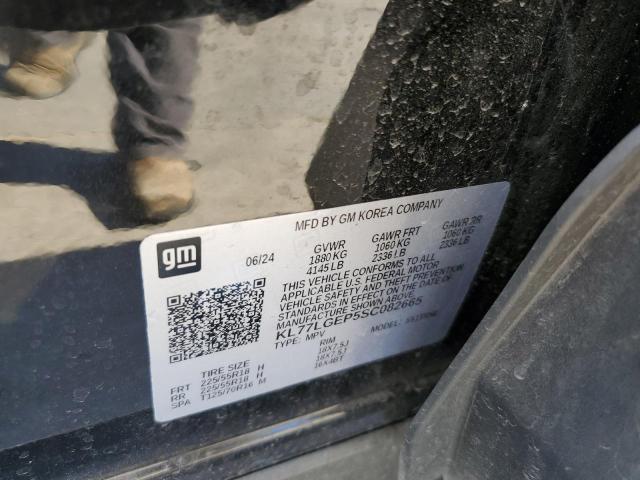 MFD BY GM KOREA COMPANY
gm
06/24
GVWR GAWR FRT GAWR RR
1880 KG 1060 KG 1060 KG
4145 LB 2336 LB 2336 LB
THIS VEHICLE CONFORMS TO ALL
APPLICABLE U.S. FEDERAL MOTOR
VEHICLE SAFETY AND THEFT PREVENTION
STANDARDS IN EFFECT ON THE DATE OF
MANUFACTURE SHOWN ABOVE.
KL77LGEP5SC082665
TYPE: MPV MODEL:
TIRE SIZE RIM
FRT 225/55R18 H 18X7.5J
RR 225/55R18 H 18X7.5J
SPA T125/70R16 M 16X4BT